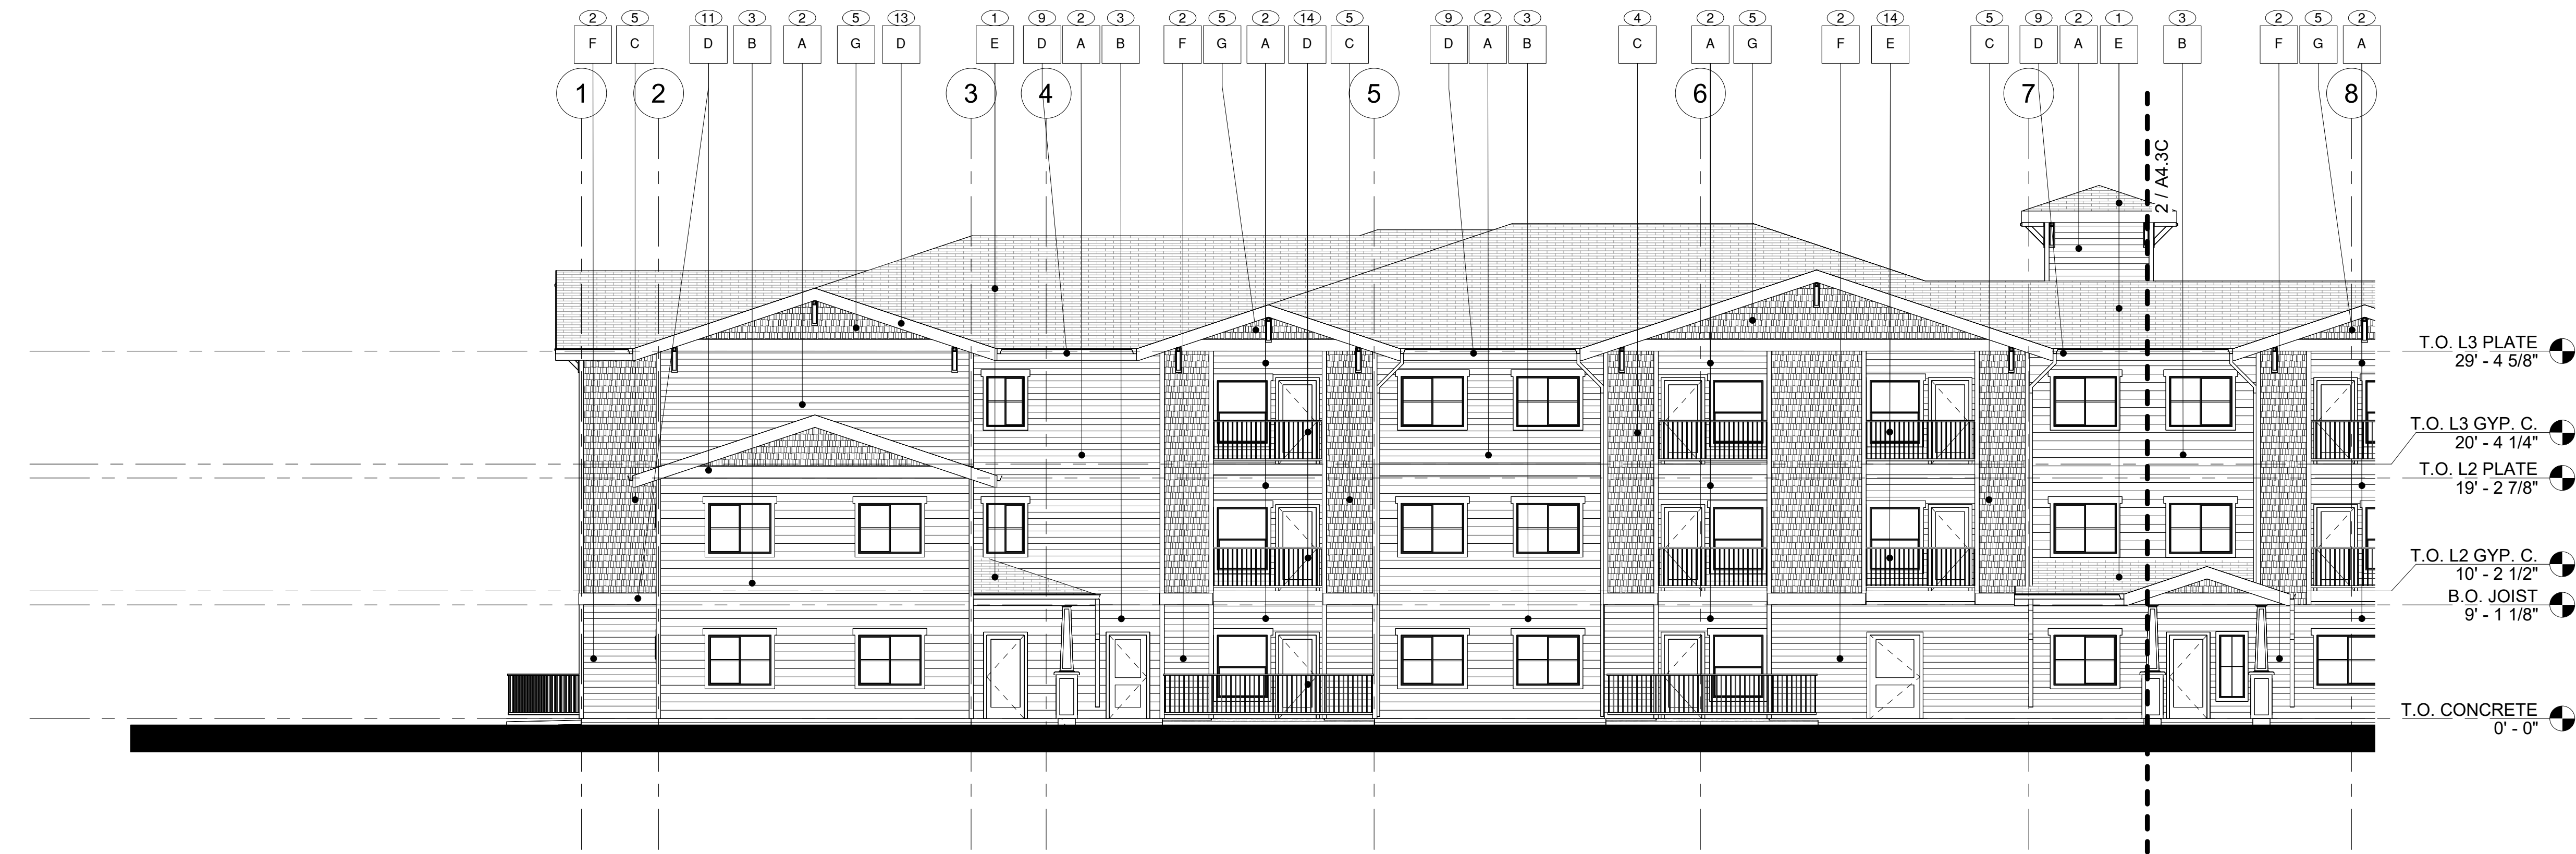 2 5 11 3 2 5 13 1 9 2 3 2 5 2 14 5 9 2 3 4 2 5 2 14 5 9 2 1 3 2 5 2
F C D B A G D E D A B F G A D C D A B C A G F E C D A E B F G A
1 2 3 4 5 6 7 8
2 / A4.3C
T.O. L3 PLATE
29' - 4 5/8"
T.O. L3 GYP. C.
20' - 4 1/4"
T.O. L2 PLATE
19' - 2 7/8"
T.O. L2 GYP. C.
10' - 2 1/2"
B.O. JOIST
9' - 1 1/8"
T.O. CONCRETE
0' - 0"